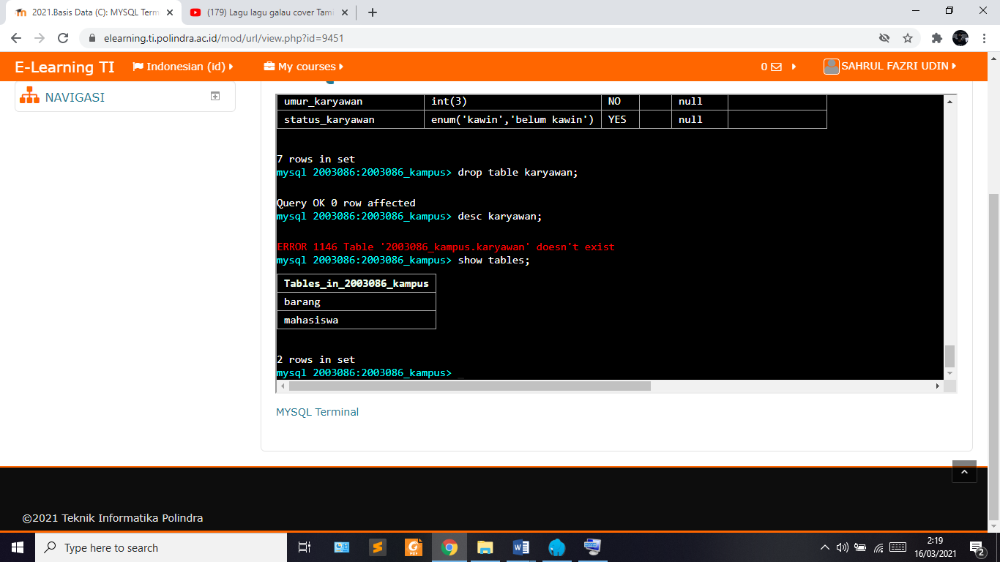 2021.Basis Data (C): MYSQL Term
(179) Lagu lagu galau cover Tami
elearning.ti.polindra.ac.id/mod/url/view.php?id=9451
E-Learning TI Indonesian (id) My courses 0 SAHRUL FAZRI UDIN
NAVIGASI
umur_karyawan int(3) NO null
status_karyawan enum('kawin','belum kawin') YES null
7 rows in set
mysql 2003086:2003086_kampus> drop table karyawan;
Query OK 0 row affected
mysql 2003086:2003086_kampus> desc karyawan;
ERROR 1146 Table '2003086_kampus.karyawan' doesn't exist
mysql 2003086:2003086_kampus> show tables;
Tables_in_2003086_kampus
barang
mahasiswa
2 rows in set
mysql 2003086:2003086_kampus> _
MYSQL Terminal
©2021 Teknik Informatika Polindra
Type here to search
2:19
16/03/2021
2